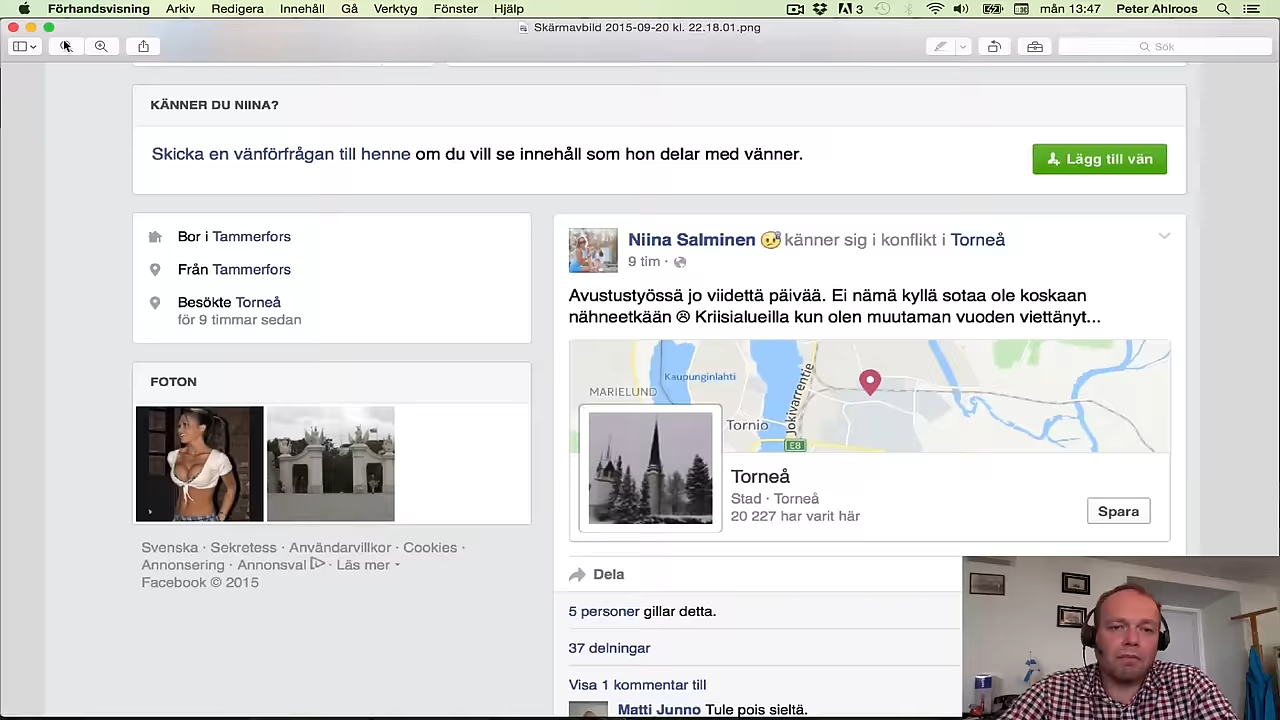 Förhandsvisning Arkiv Redigera Innehåll Gå Verktyg Fönster Hjälp 3 mån 13:47 Peter Ahlroos
Skärmavbild 2015-09-20 kl. 22.18.01.png
Sök
KÄNNER DU NIINA?
Skicka en vänförfrågan till henne om du vill se innehåll som hon delar med vänner.
Lägg till vän
Bor i Tammerfors
Från Tammerfors
Besökte Torneå
för 9 timmar sedan
FOTON
Svenska · Sekretess · Användarvillkor · Cookies ·
Annonsering · Annonsval · Läs mer
Facebook © 2015
Niina Salminen känner sig i konflikt i Torneå
9 tim ·
Avustustyössä jo viidettä päivää. Ei nämä kyllä sotaa ole koskaan
nähneetkään ☹ Kriisialueilla kun olen muutaman vuoden viettänyt...
Kaupunginlahti
MARIELUND
Jokivarrentie
Tornio
E8
Torneå
Stad · Torneå
20 227 har varit här
Spara
Dela
5 personer gillar detta.
37 delningar
Visa 1 kommentar till
Matti Junno Tule pois sieltä.